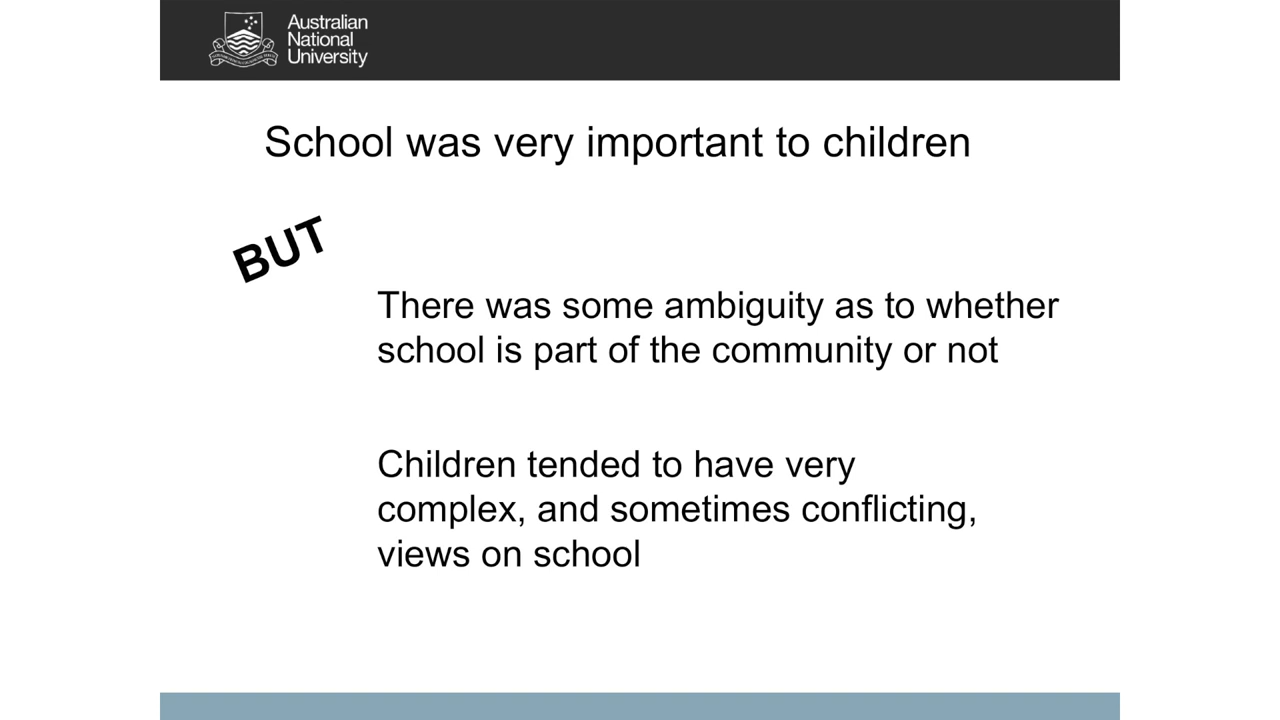 Australian
National
University
School was very important to children
BUT
There was some ambiguity as to whether
school is part of the community or not
Children tended to have very
complex, and sometimes conflicting,
views on school